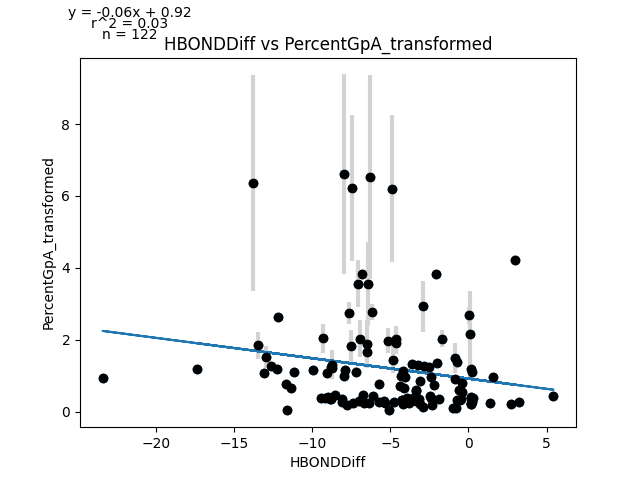 y = -0.06x + 0.92
r^2 = 0.03
n = 122
HBONDDiff vs PercentGpA_transformed
PercentGpA_transformed
8
6
4
2
0
−20
−15
−10
−5
0
5
HBONDDiff